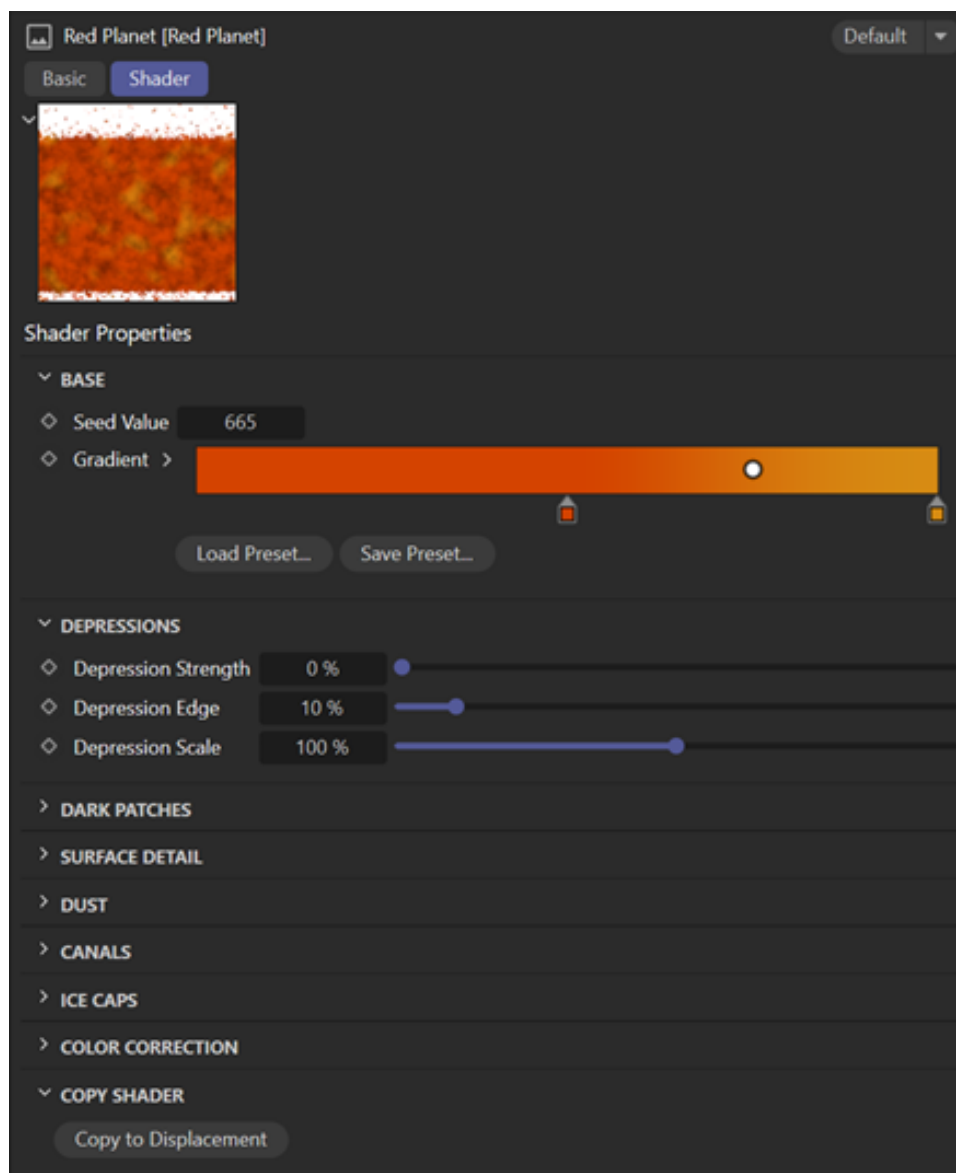 Red Planet [Red Planet] Default
Basic Shader
Shader Properties
BASE
Seed Value 665
Gradient >
Load Preset... Save Preset...
DEPRESSIONS
Depression Strength 0 %
Depression Edge 10 %
Depression Scale 100 %
DARK PATCHES
SURFACE DETAIL
DUST
CANALS
ICE CAPS
COLOR CORRECTION
COPY SHADER
Copy to Displacement